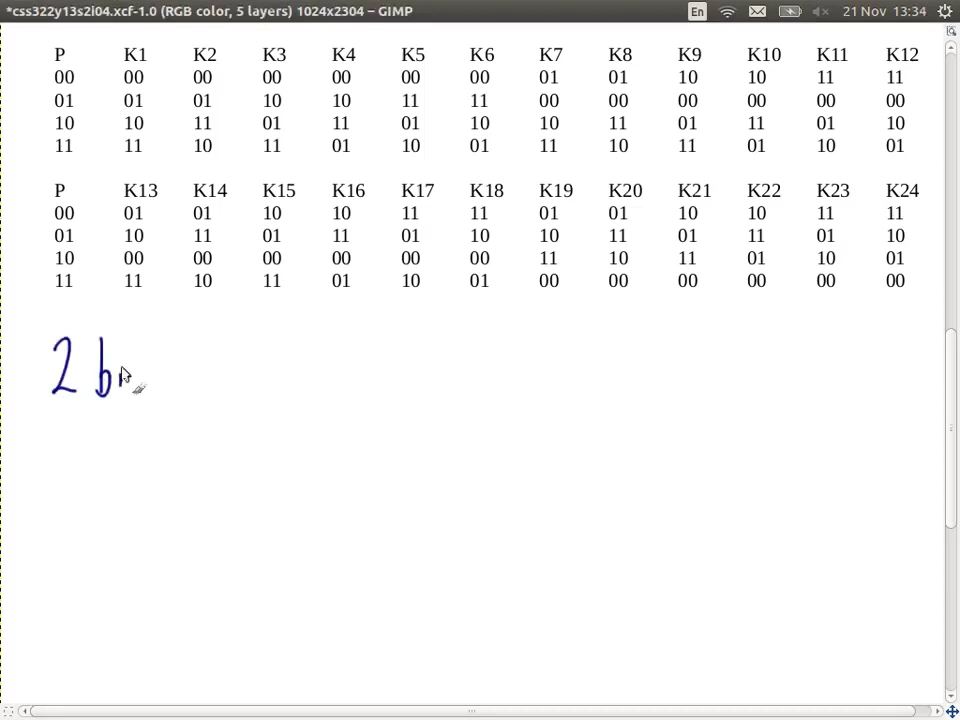 *css322y13s2i04.xcf-1.0 (RGB color, 5 layers) 1024x2304 – GIMP En 21 Nov 13:34
P K1 K2 K3 K4 K5 K6 K7 K8 K9 K10 K11 K12
00 00 00 00 00 00 00 01 01 10 10 11 11
01 01 01 10 10 11 11 00 00 00 00 00 00
10 10 11 01 11 01 10 10 11 01 11 01 10
11 11 10 11 01 10 01 11 10 11 01 10 01
P K13 K14 K15 K16 K17 K18 K19 K20 K21 K22 K23 K24
00 01 01 10 10 11 11 01 01 10 10 11 11
01 10 11 01 11 01 10 10 11 01 11 01 10
10 00 00 00 00 00 00 11 10 11 01 10 01
11 11 10 11 01 10 01 00 00 00 00 00 00
2 b